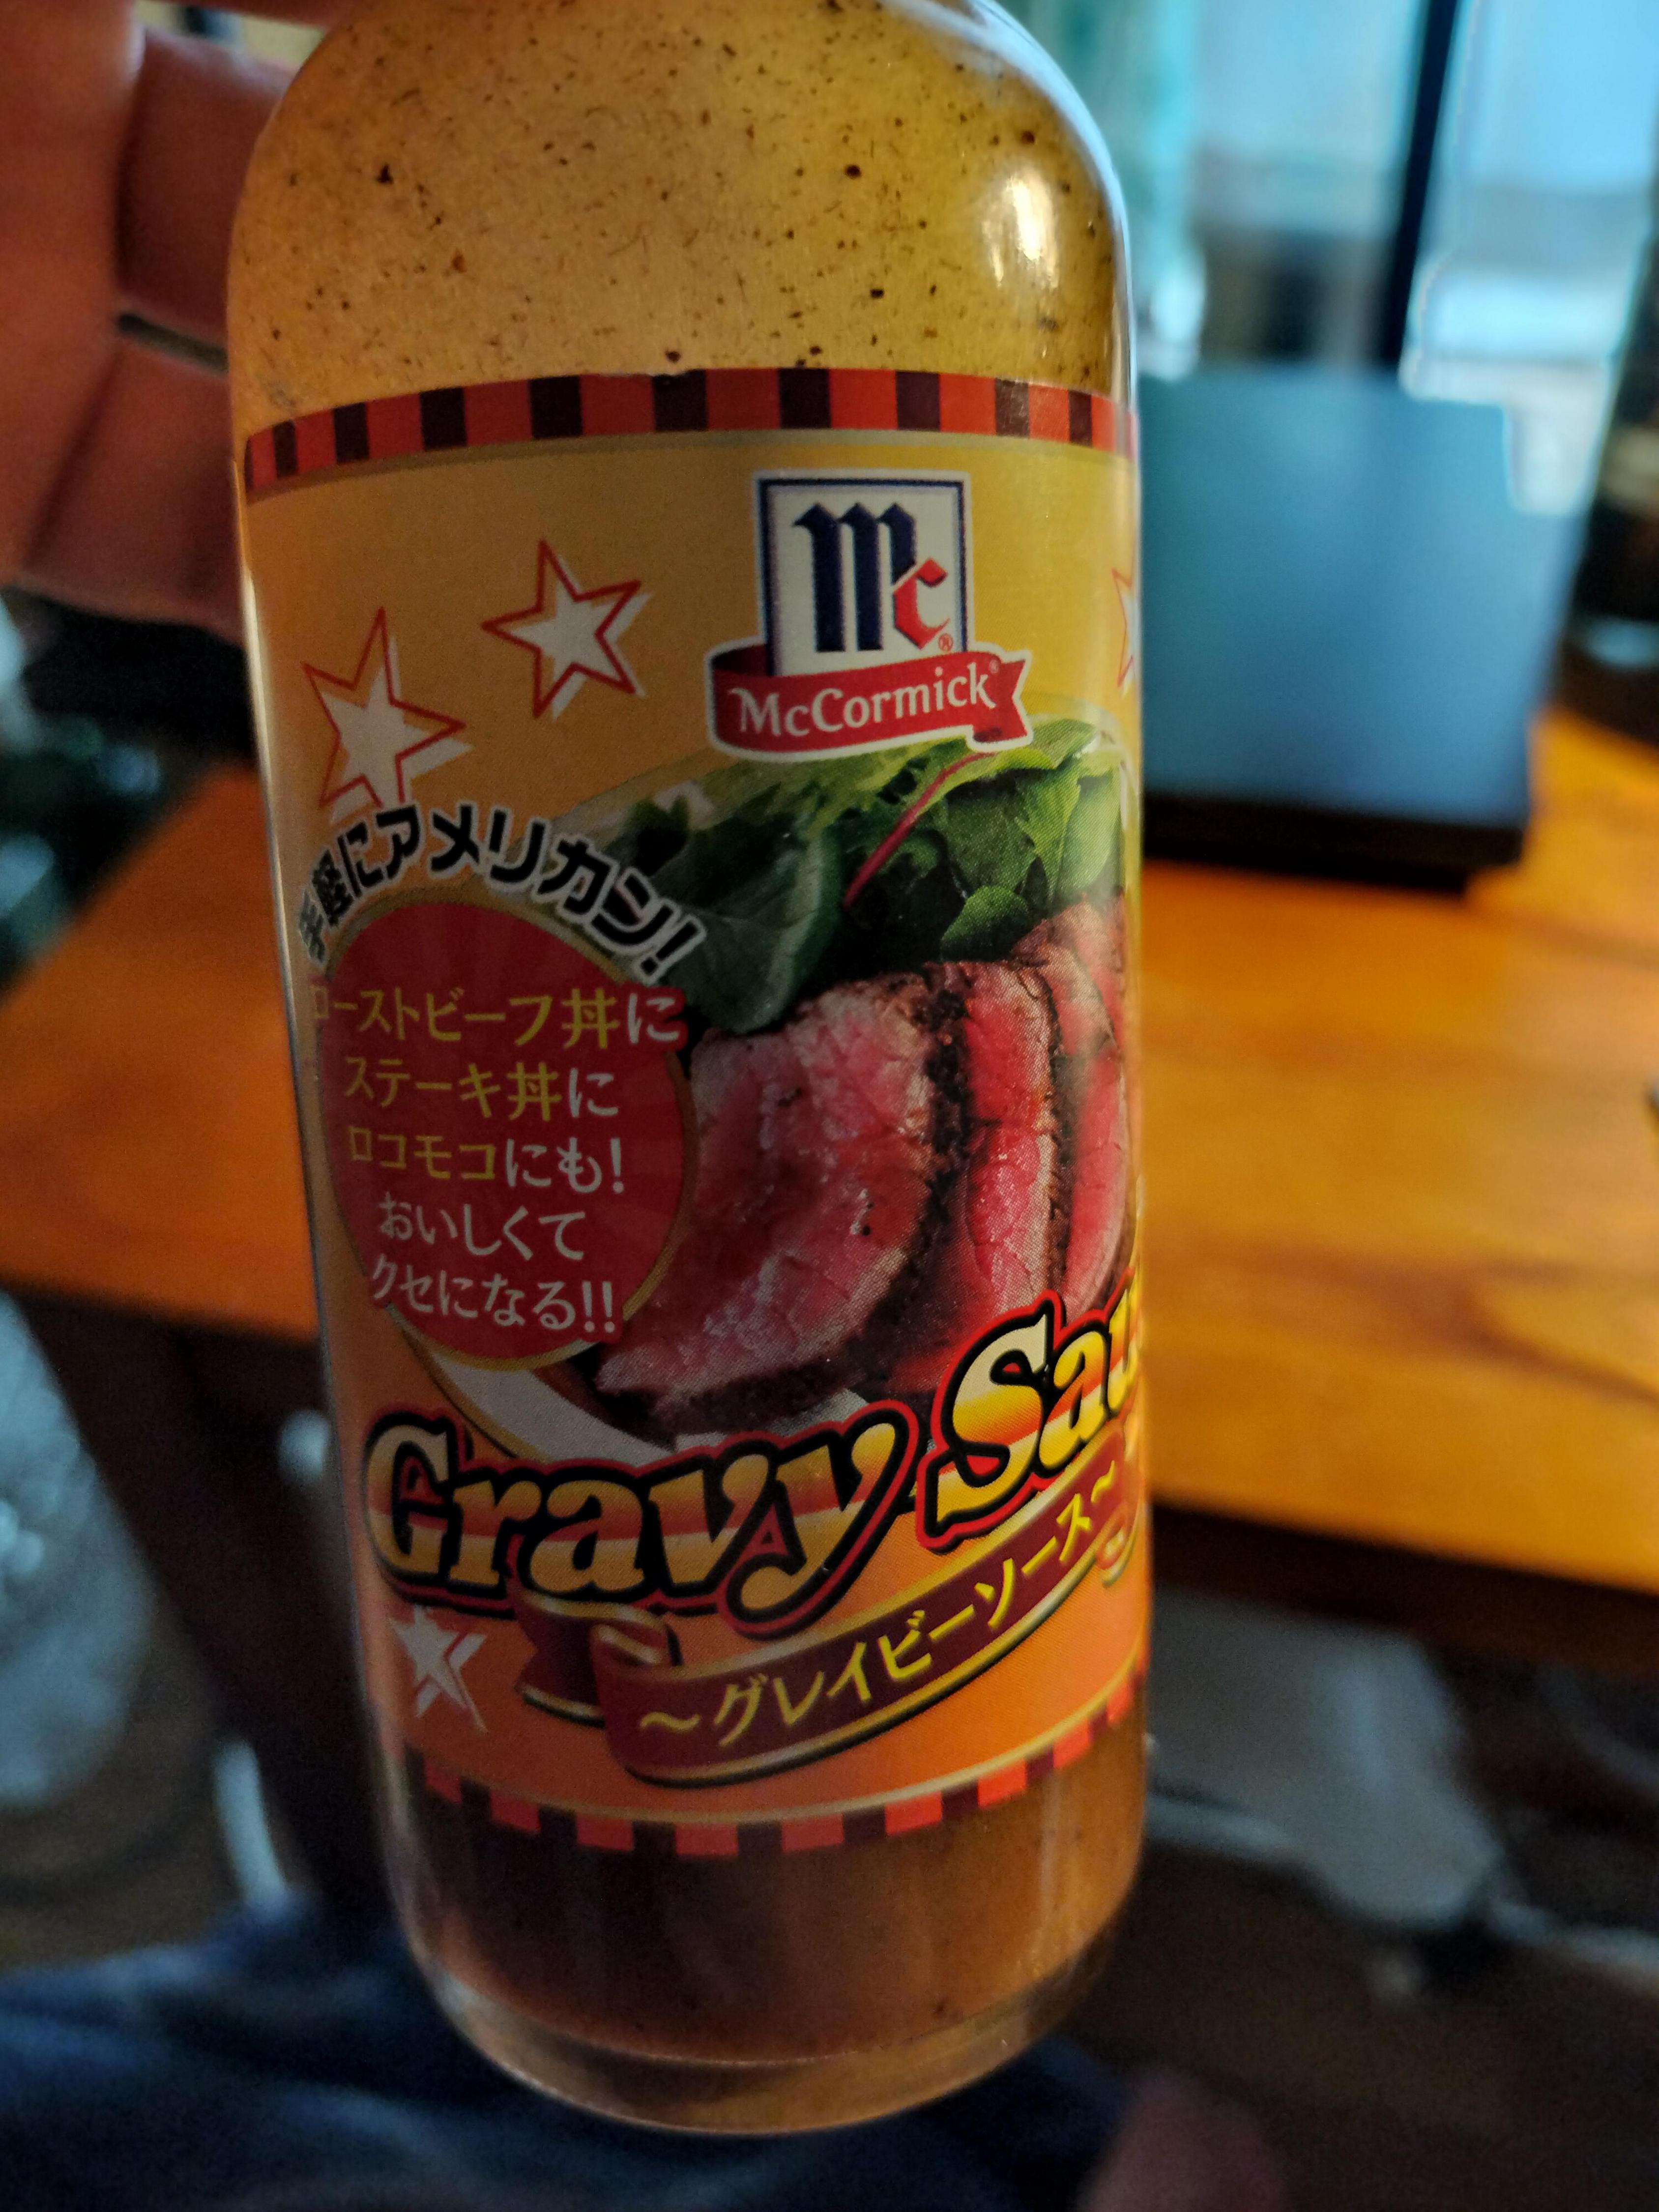 mc®
McCormick®
手軽にアメリカン!
ローストビーフ丼に
ステーキ丼に
ロコモコにも!
おいしくて
クセになる!!
Gravy
~グレイビーソース~